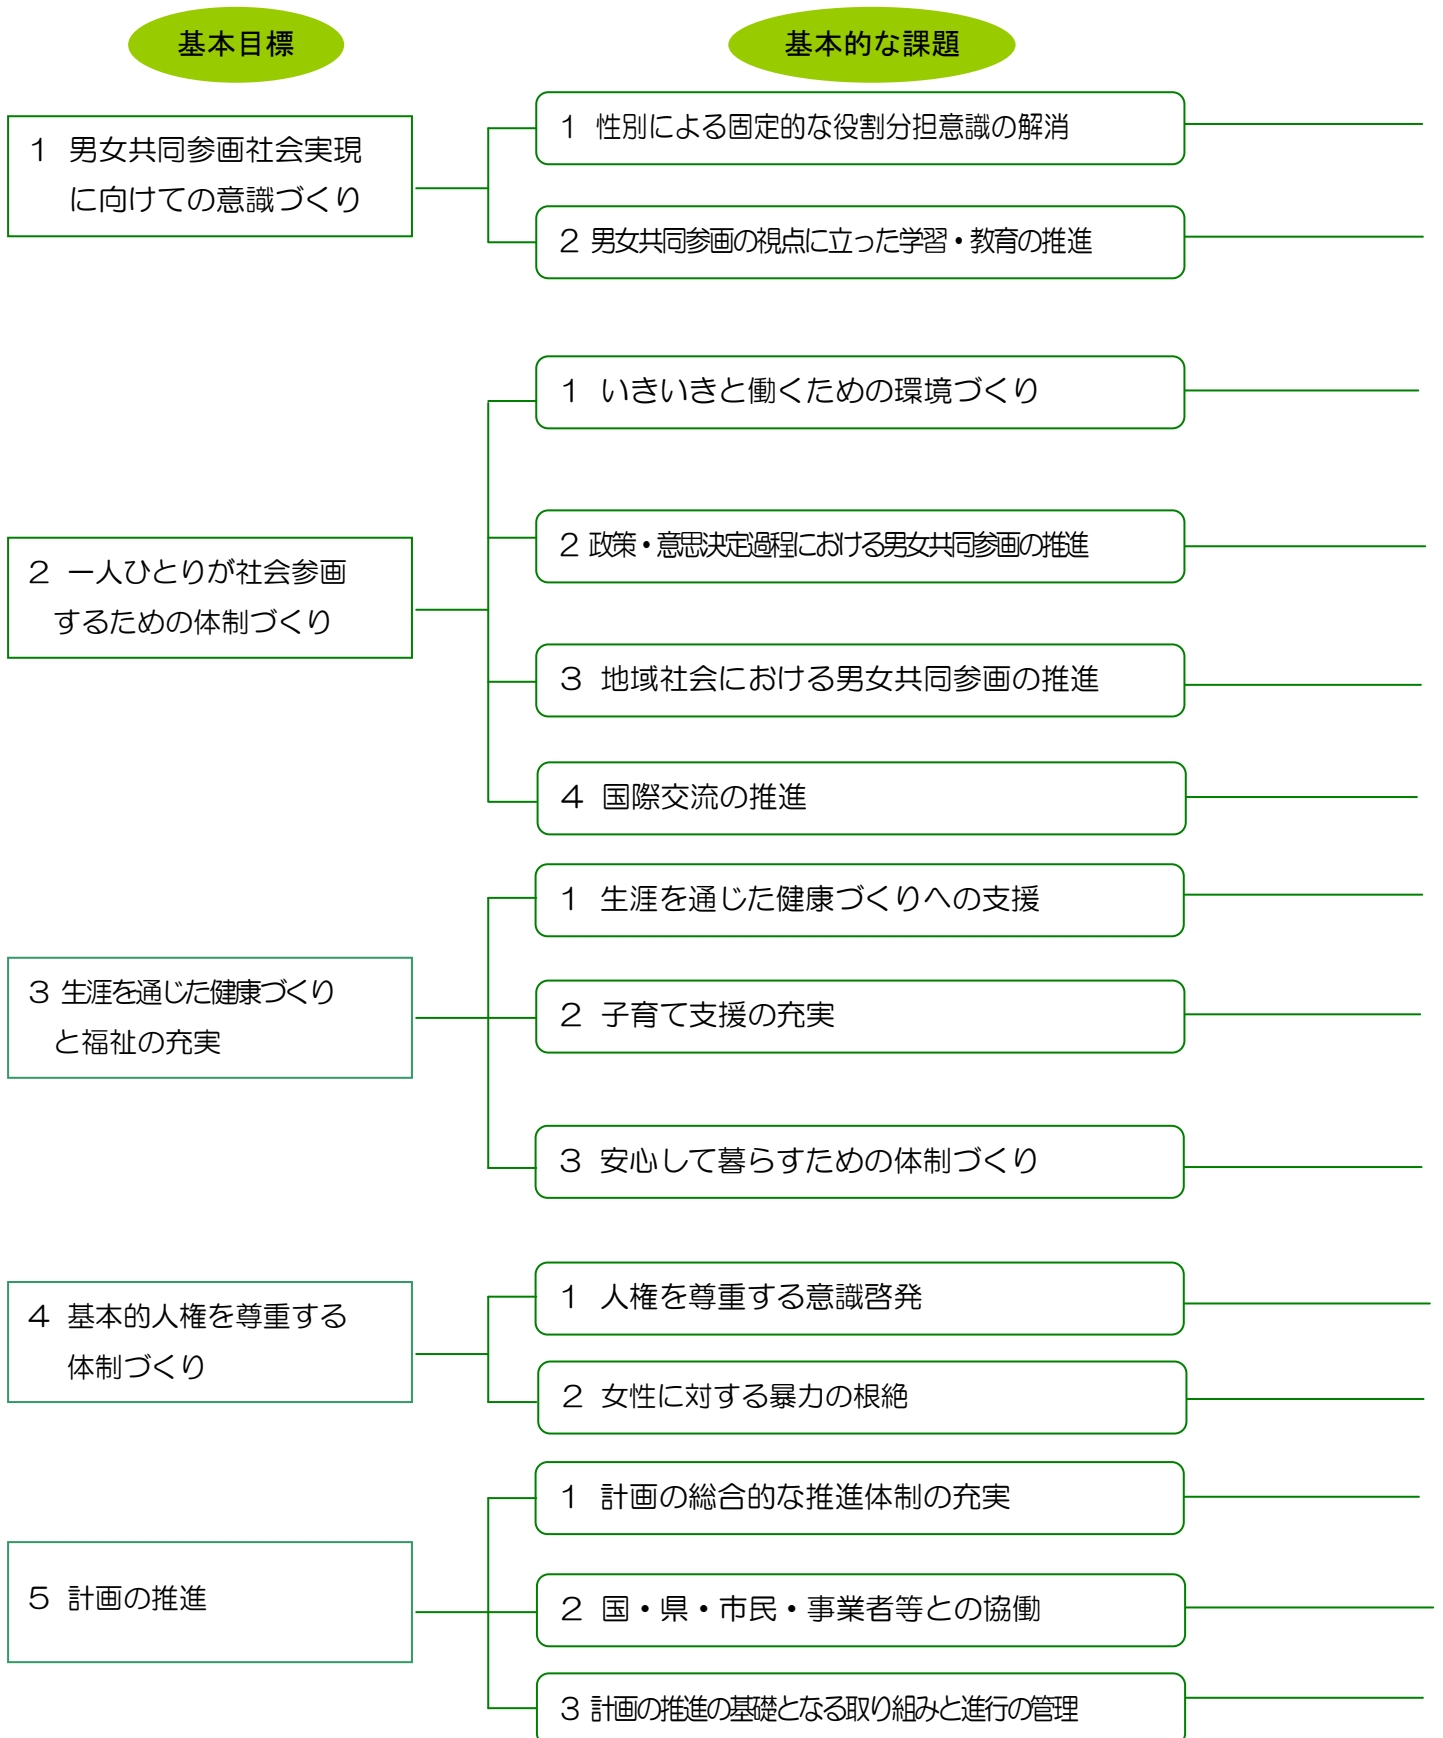 基本目標
基本的な課題
1 男女共同参画社会実現
に向けての意識づくり
1 性別による固定的な役割分担意識の解消
2 男女共同参画の視点に立った学習・教育の推進
2 一人ひとりが社会参画
するための体制づくり
1 いきいきと働くための環境づくり
2 政策・意思決定過程における男女共同参画の推進
3 地域社会における男女共同参画の推進
4 国際交流の推進
3 生涯を通じた健康づくり
と福祉の充実
1 生涯を通じた健康づくりへの支援
2 子育て支援の充実
3 安心して暮らすための体制づくり
4 基本的人権を尊重する
体制づくり
1 人権を尊重する意識啓発
2 女性に対する暴力の根絶
5 計画の推進
1 計画の総合的な推進体制の充実
2 国・県・市民・事業者等との協働
3 計画の推進の基礎となる取り組みと進行の管理